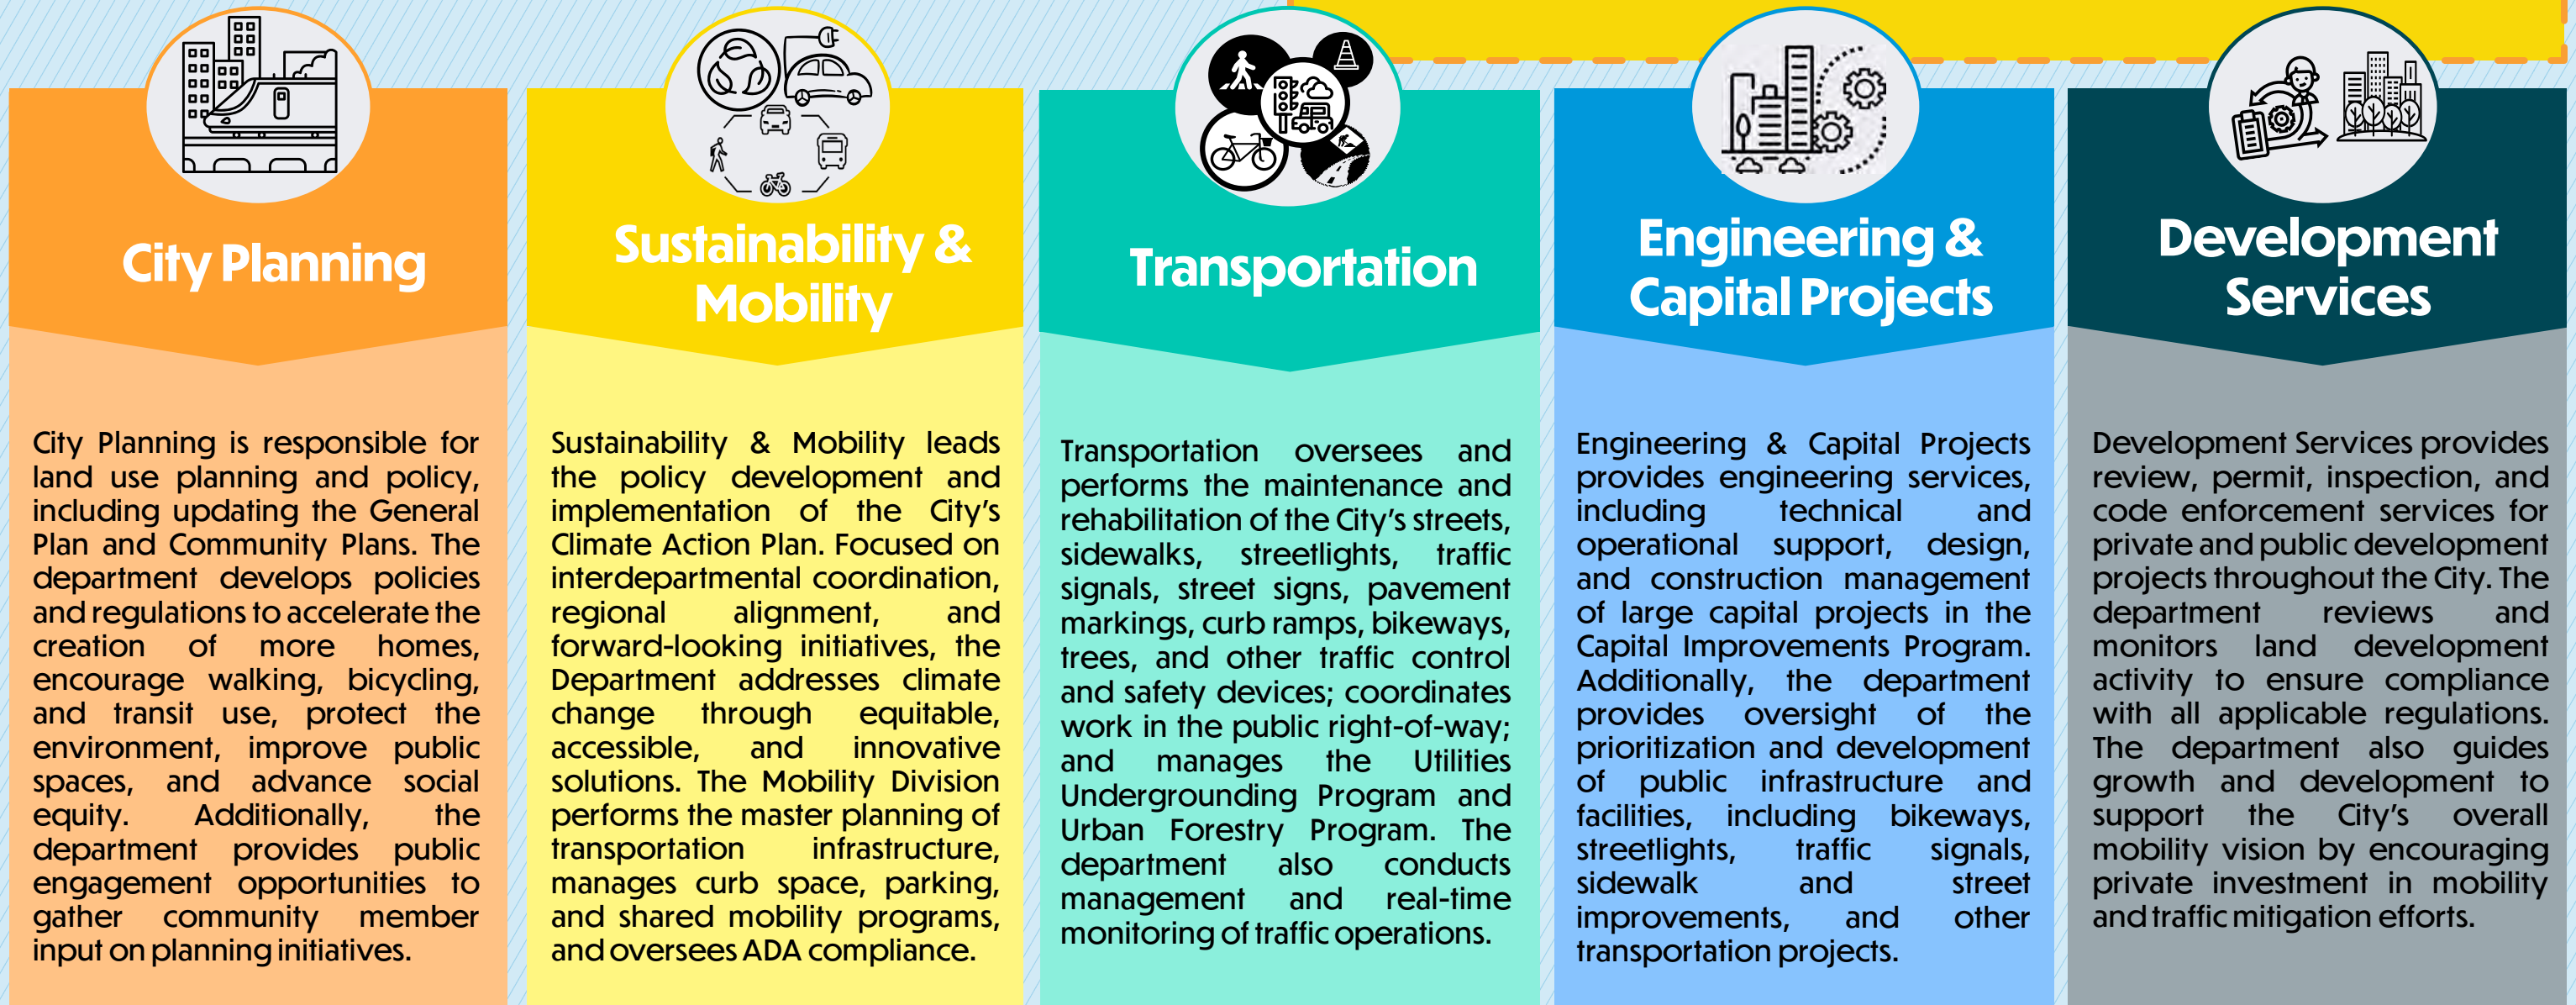 City Planning
City Planning is responsible for
land use planning and policy,
including updating the General
Plan and Community Plans. The
department develops policies
and regulations to accelerate the
creation of more homes,
encourage walking, bicycling,
and transit use, protect the
environment, improve public
spaces, and advance social
equity. Additionally, the
department provides public
engagement opportunities to
gather community member
input on planning initiatives.
Sustainability &
Mobility
Sustainability & Mobility leads
the policy development and
implementation of the City's
Climate Action Plan. Focused on
interdepartmental coordination,
regional alignment, and
forward-looking initiatives, the
Department addresses climate
change through equitable,
accessible, and innovative
solutions. The Mobility Division
performs the master planning of
transportation infrastructure,
manages curb space, parking,
and shared mobility programs,
and oversees ADA compliance.
Transportation
Transportation oversees and
performs the maintenance and
rehabilitation of the City's streets,
sidewalks, streetlights, traffic
signals, street signs, pavement
markings, curb ramps, bikeways,
trees, and other traffic control
and safety devices; coordinates
work in the public right-of-way;
and manages the Utilities
Undergrounding Program and
Urban Forestry Program. The
department also conducts
management and real-time
monitoring of traffic operations.
Engineering &
Capital Projects
Engineering & Capital Projects
provides engineering services,
including technical and
operational support, design,
and construction management
of large capital projects in the
Capital Improvements Program.
Additionally, the department
provides oversight of the
prioritization and development
of public infrastructure and
facilities, including bikeways,
streetlights, traffic signals,
sidewalk and street
improvements, and other
transportation projects.
Development
Services
Development Services provides
review, permit, inspection, and
code enforcement services for
private and public development
projects throughout the City. The
department reviews and
monitors land development
activity to ensure compliance
with all applicable regulations.
The department also guides
growth and development to
support the City's overall
mobility vision by encouraging
private investment in mobility
and traffic mitigation efforts.